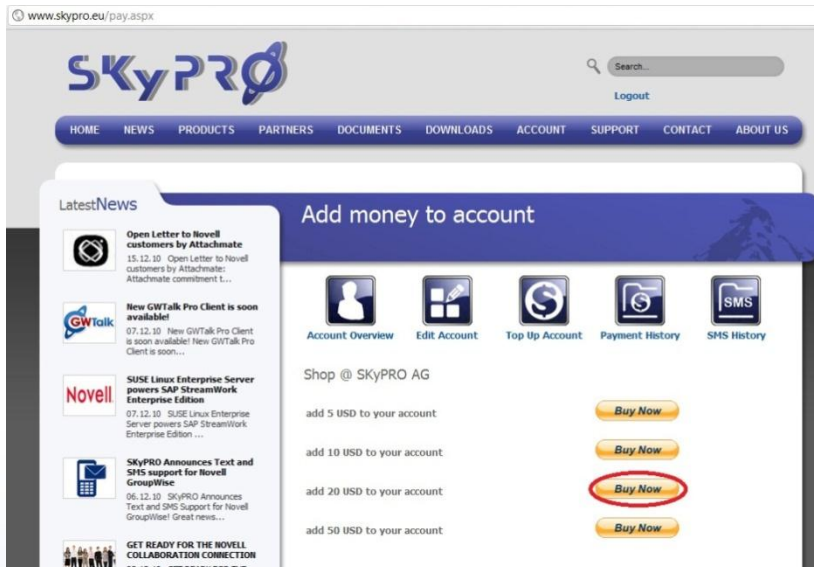 www.skypro.eu/pay.aspx
SKyPRO
Search...
Logout
HOME NEWS PRODUCTS PARTNERS DOCUMENTS DOWNLOADS ACCOUNT SUPPORT CONTACT ABOUT US
LatestNews
Open Letter to Novell
customers by Attachmate
15.12.10 Open Letter to Novell
customers by Attachmate:
Attachmate commitment t...
GWTalk
New GWTalk Pro Client is soon
available!
07.12.10 New GWTalk Pro Client
is soon available! New GWTalk Pro
Client is soon...
Novell
SUSE Linux Enterprise Server
powers SAP StreamWork
Enterprise Edition
07.12.10 SUSE Linux Enterprise
Server powers SAP StreamWork
Enterprise Edition ...
SKyPRO Announces Text and
SMS support for Novell
GroupWise
06.12.10 SKyPRO Announces
Text and SMS Support for Novell
GroupWise! Great news...
GET READY FOR THE NOVELL
COLLABORATION CONNECTION
Add money to account
SMS
Account Overview Edit Account Top Up Account Payment History SMS History
Shop @ SKyPRO AG
add 5 USD to your account Buy Now
add 10 USD to your account Buy Now
add 20 USD to your account Buy Now
add 50 USD to your account Buy Now